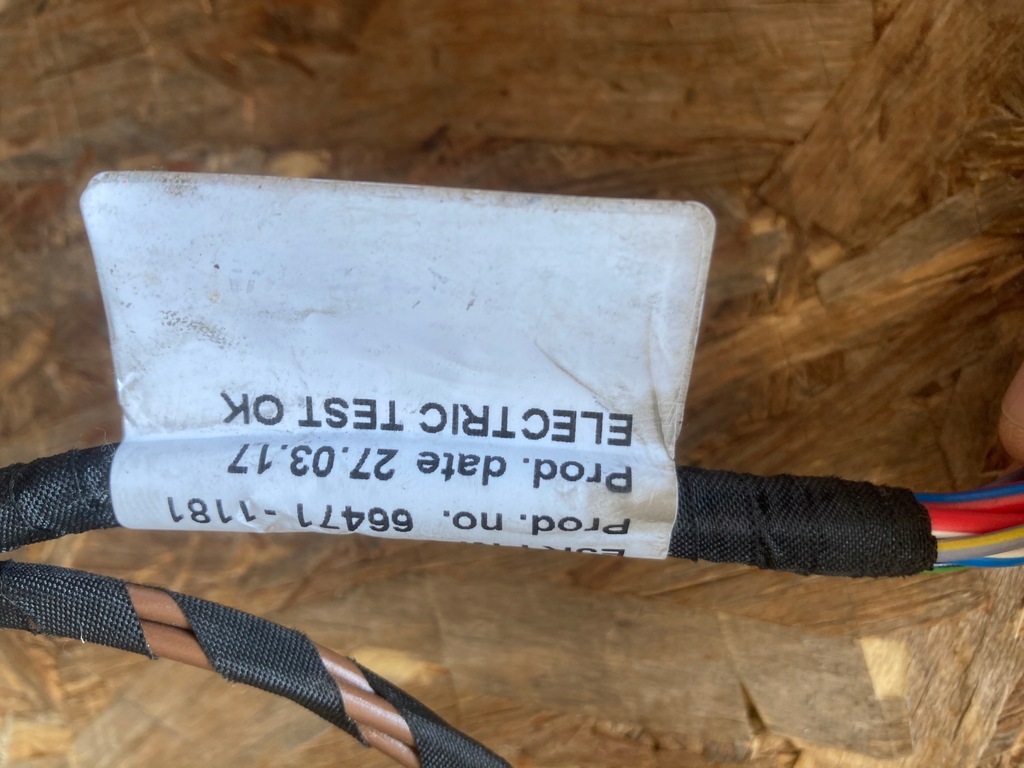 Prod. no. 66471-1181
Prod. date 27.03.17
ELECTRIC TEST OK